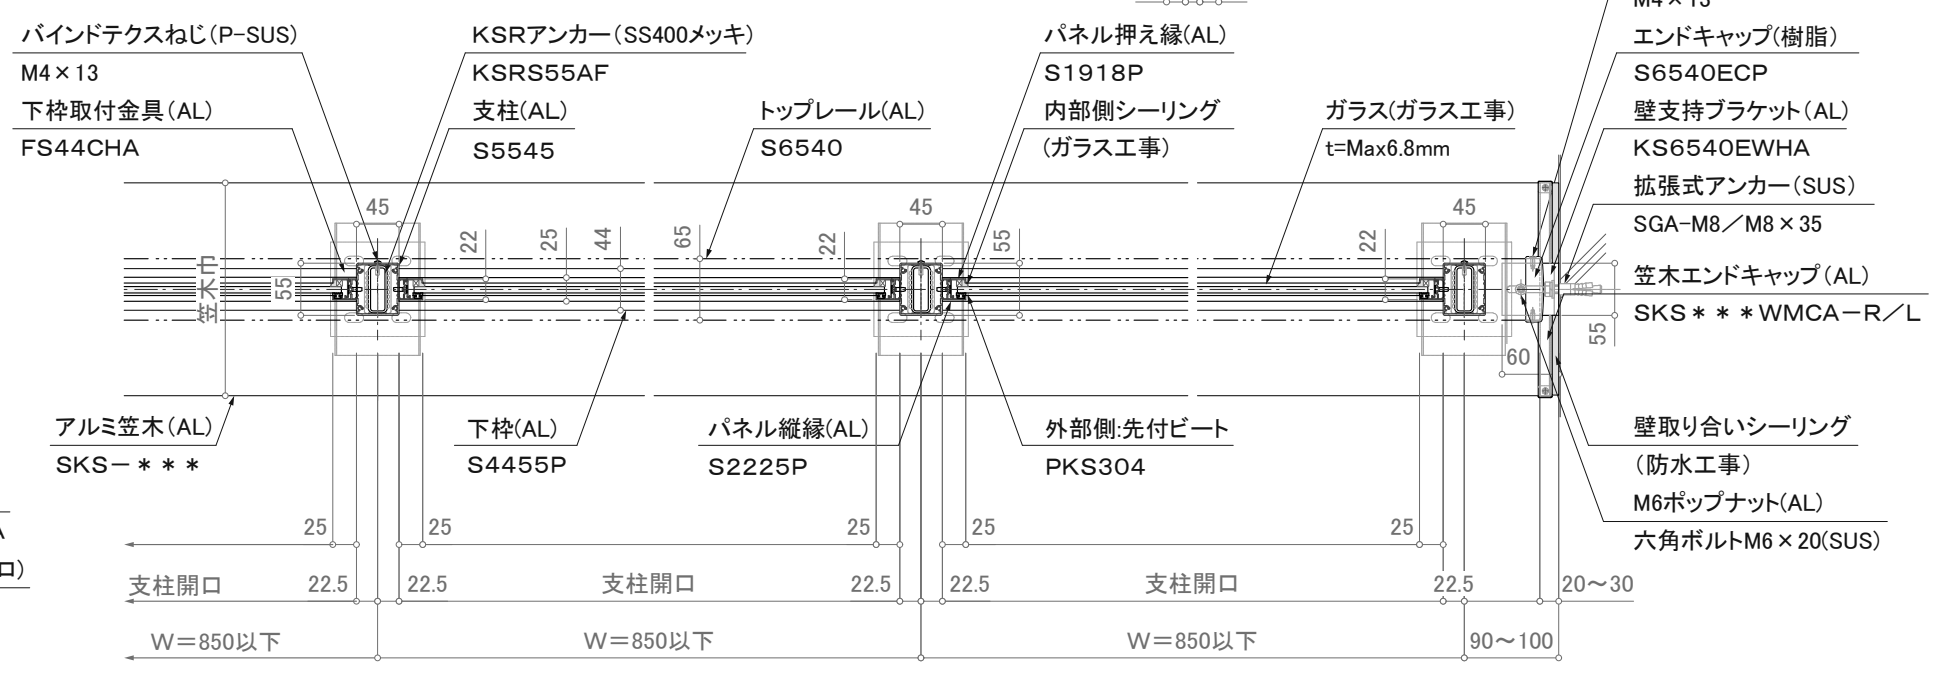 M4×13
バインドテクスねじ(P-SUS)
M4×13
下枠取付金具(AL)
FS44CHA
KSRアンカー(SS400メッキ)
KSRS55AF
支柱(AL)
S5545
トップレール(AL)
S6540
パネル押え縁(AL)
S1918P
内部側シーリング
(ガラス工事)
ガラス(ガラス工事)
t=Max6.8mm
エンドキャップ(樹脂)
S6540ECP
壁支持ブラケット(AL)
KS6540EWHA
拡張式アンカー(SUS)
SGA-M8/M8×35
笠木エンドキャップ(AL)
SKS***WMCA-R/L
45
45
45
22
25
44
65
22
55
22
笠木巾
55
55
60
アルミ笠木(AL)
SKS-***
下枠(AL)
S4455P
パネル縦縁(AL)
S2225P
外部側:先付ビート
PKS304
壁取り合いシーリング
(防水工事)
M6ポップナット(AL)
六角ボルトM6×20(SUS)
25
25
25
25
25
支柱開口
22.5
22.5
支柱開口
22.5
22.5
支柱開口
22.5
20〜30
W=850以下
W=850以下
W=850以下
90〜100